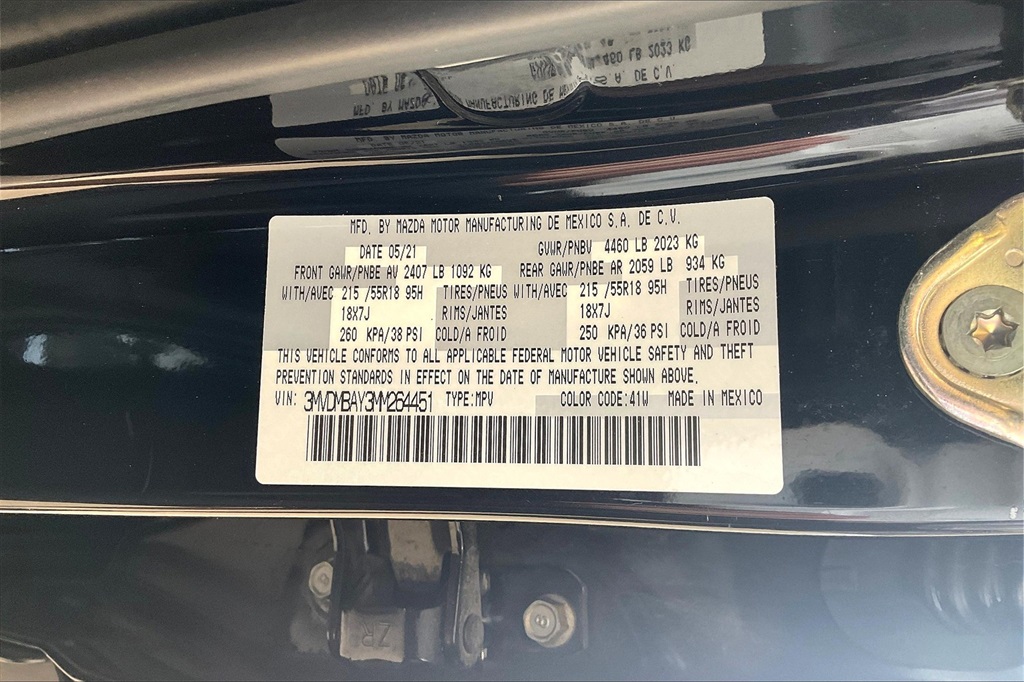 MFD. BY MAZDA MOTOR MANUFACTURING DE MEXICO S.A. DE C.V.
DATE 05/21 GVWR/PNBV 4460 LB 2023 KG
FRONT GAWR/PNBE AV 2407 LB 1092 KG REAR GAWR/PNBE AR 2059 LB 934 KG
WITH/AVEC 215 /55R18 95H TIRES/PNEUS WITH/AVEC 215 /55R18 95H TIRES/PNEUS
18X7J RIMS/JANTES 18X7J RIMS/JANTES
260 KPA/38 PSI COLD/A FROID 250 KPA/36 PSI COLD/A FROID
THIS VEHICLE CONFORMS TO ALL APPLICABLE FEDERAL MOTOR VEHICLE SAFETY AND THEFT
PREVENTION STANDARDS IN EFFECT ON THE DATE OF MANUFACTURE SHOWN ABOVE.
VIN: 3MVDMBAY3MM264451 TYPE:MPV COLOR CODE:41W MADE IN MEXICO
ZR